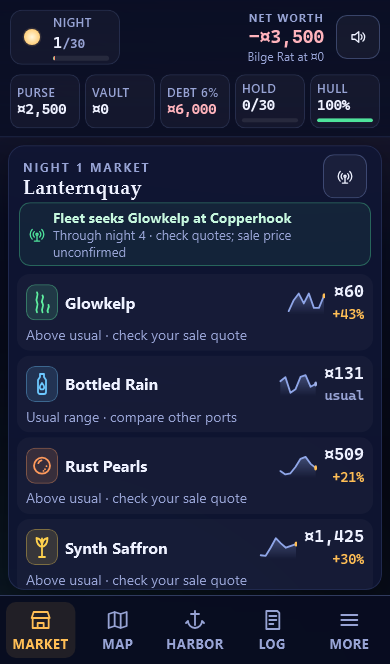 NIGHT
1/30
NET WORTH
−¤3,500
Bilge Rat at ¤0
PURSE
¤2,500
VAULT
¤0
DEBT 6%
¤6,000
HOLD
0/30
HULL
100%
NIGHT 1 MARKET
Lanternquay
Fleet seeks Glowkelp at Copperhook
Through night 4 · check quotes; sale price
unconfirmed
Glowkelp
¤60
+43%
Above usual · check your sale quote
Bottled Rain
¤131
usual
Usual range · compare other ports
Rust Pearls
¤509
+21%
Above usual · check your sale quote
Synth Saffron
¤1,425
+30%
Above usual · check your sale quote
MARKET
MAP
HARBOR
LOG
MORE